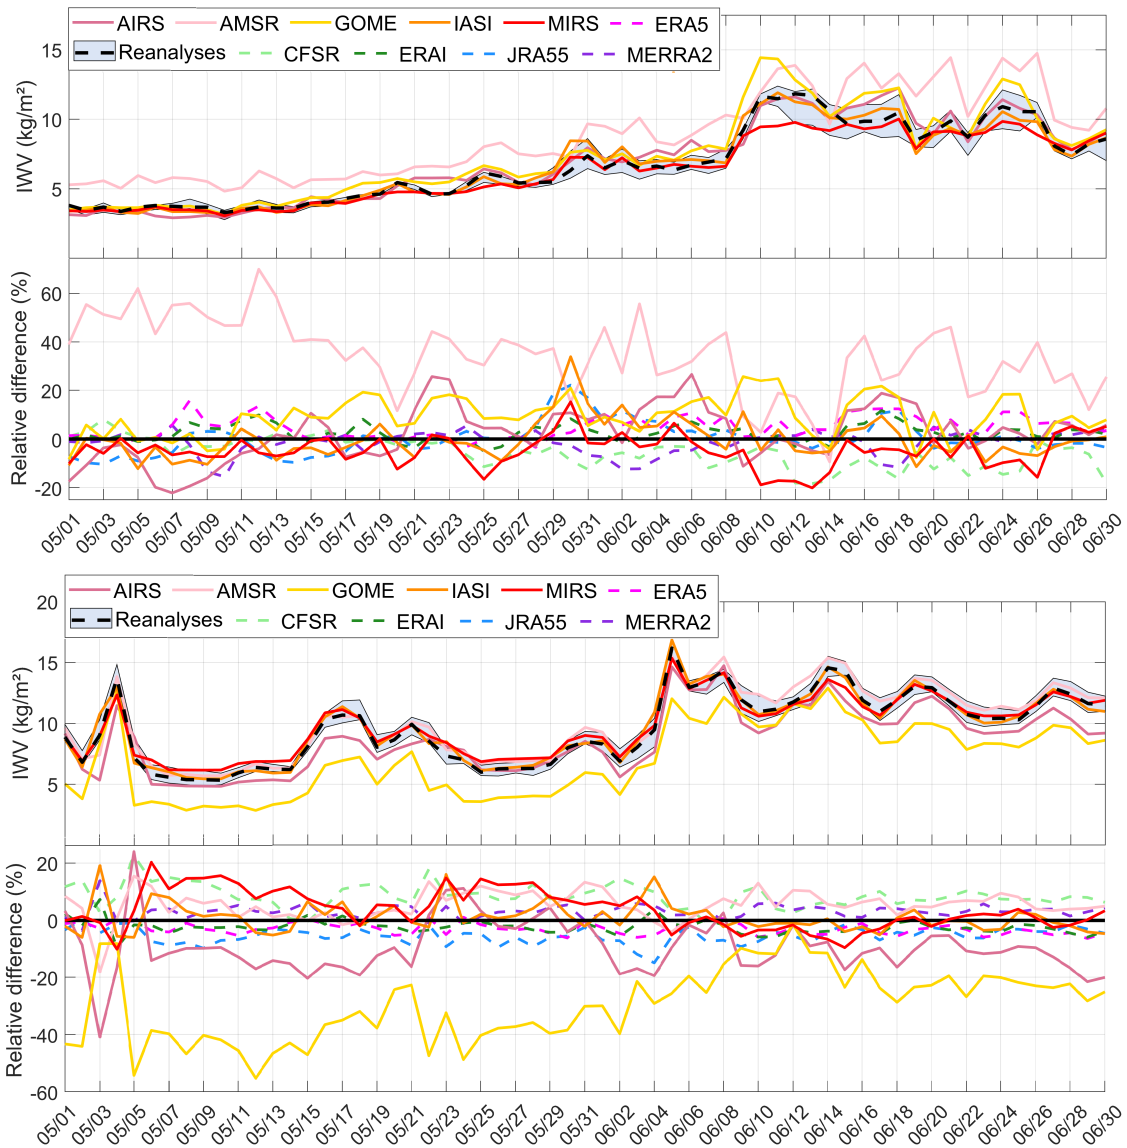 AIRS AMSR GOME IASI MIRS ERA5
Reanalyses CFSR ERAI JRA55 MERRA2
15
10
5
IWV (kg/m²)
60
40
20
0
-20
Relative difference (%)
05/01 05/03 05/05 05/07 05/09 05/11 05/13 05/15 05/17 05/19 05/21 05/23 05/25 05/27 05/29 05/31 06/02 06/04 06/06 06/08 06/10 06/12 06/14 06/16 06/18 06/20 06/22 06/24 06/26 06/28 06/30
AIRS AMSR GOME IASI MIRS ERA5
Reanalyses CFSR ERAI JRA55 MERRA2
20
15
10
5
IWV (kg/m²)
20
0
-20
-40
-60
Relative difference (%)
05/01 05/03 05/05 05/07 05/09 05/11 05/13 05/15 05/17 05/19 05/21 05/23 05/25 05/27 05/29 05/31 06/02 06/04 06/06 06/08 06/10 06/12 06/14 06/16 06/18 06/20 06/22 06/24 06/26 06/28 06/30